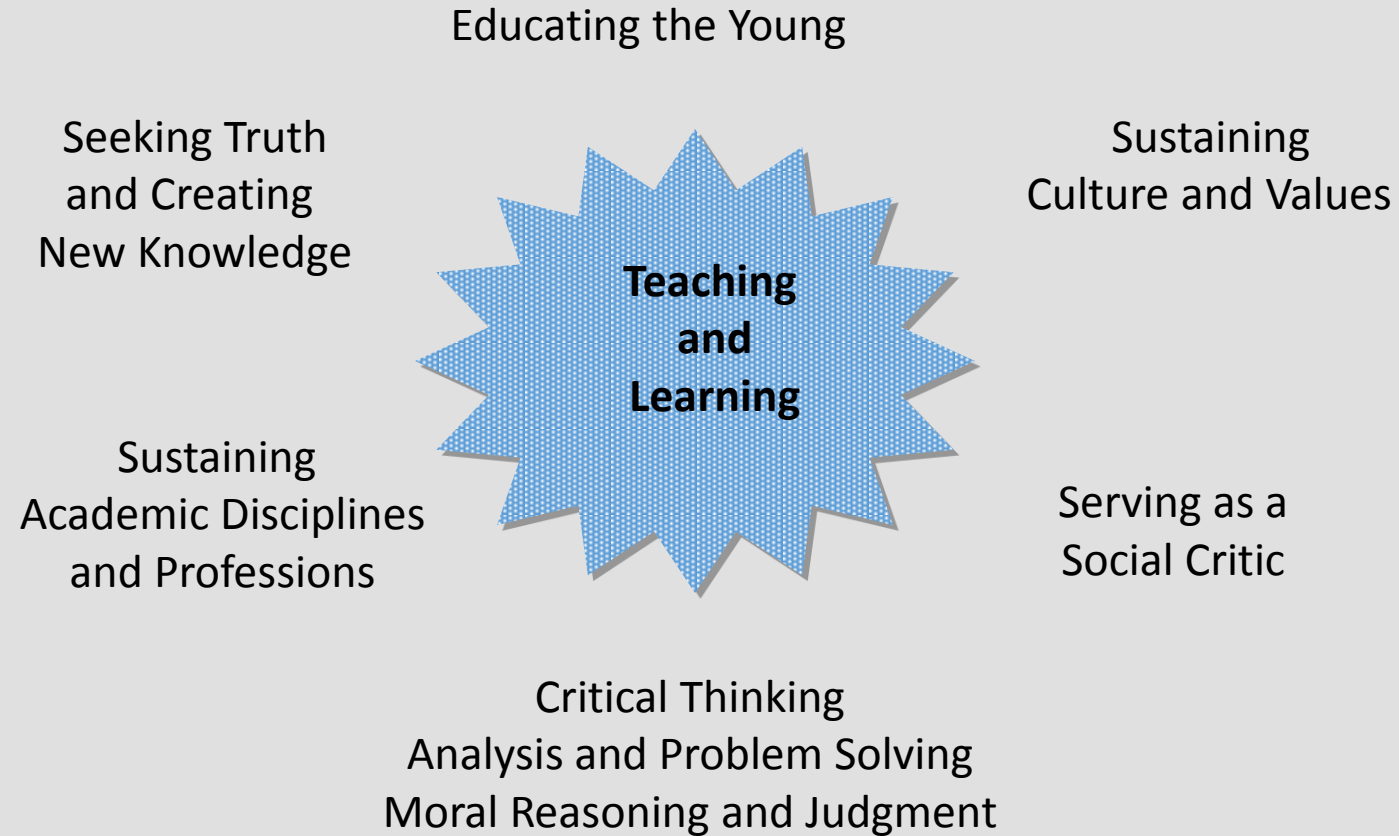 Educating the Young
Seeking Truth
and Creating
New Knowledge
Sustaining
Culture and Values
Teaching
and
Learning
Sustaining
Academic Disciplines
and Professions
Serving as a
Social Critic
Critical Thinking
Analysis and Problem Solving
Moral Reasoning and Judgment